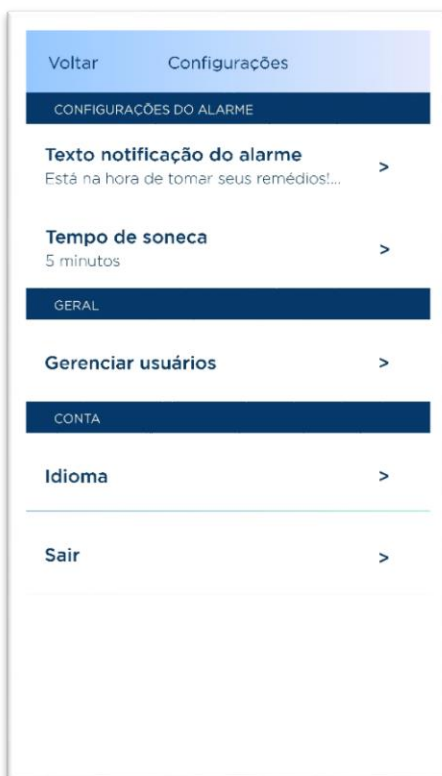 Voltar Configurações
CONFIGURAÇÕES DO ALARME
Texto notificação do alarme
Está na hora de tomar seus remédios!...
>
Tempo de soneca
5 minutos
>
GERAL
Gerenciar usuários >
CONTA
Idioma >
Sair >